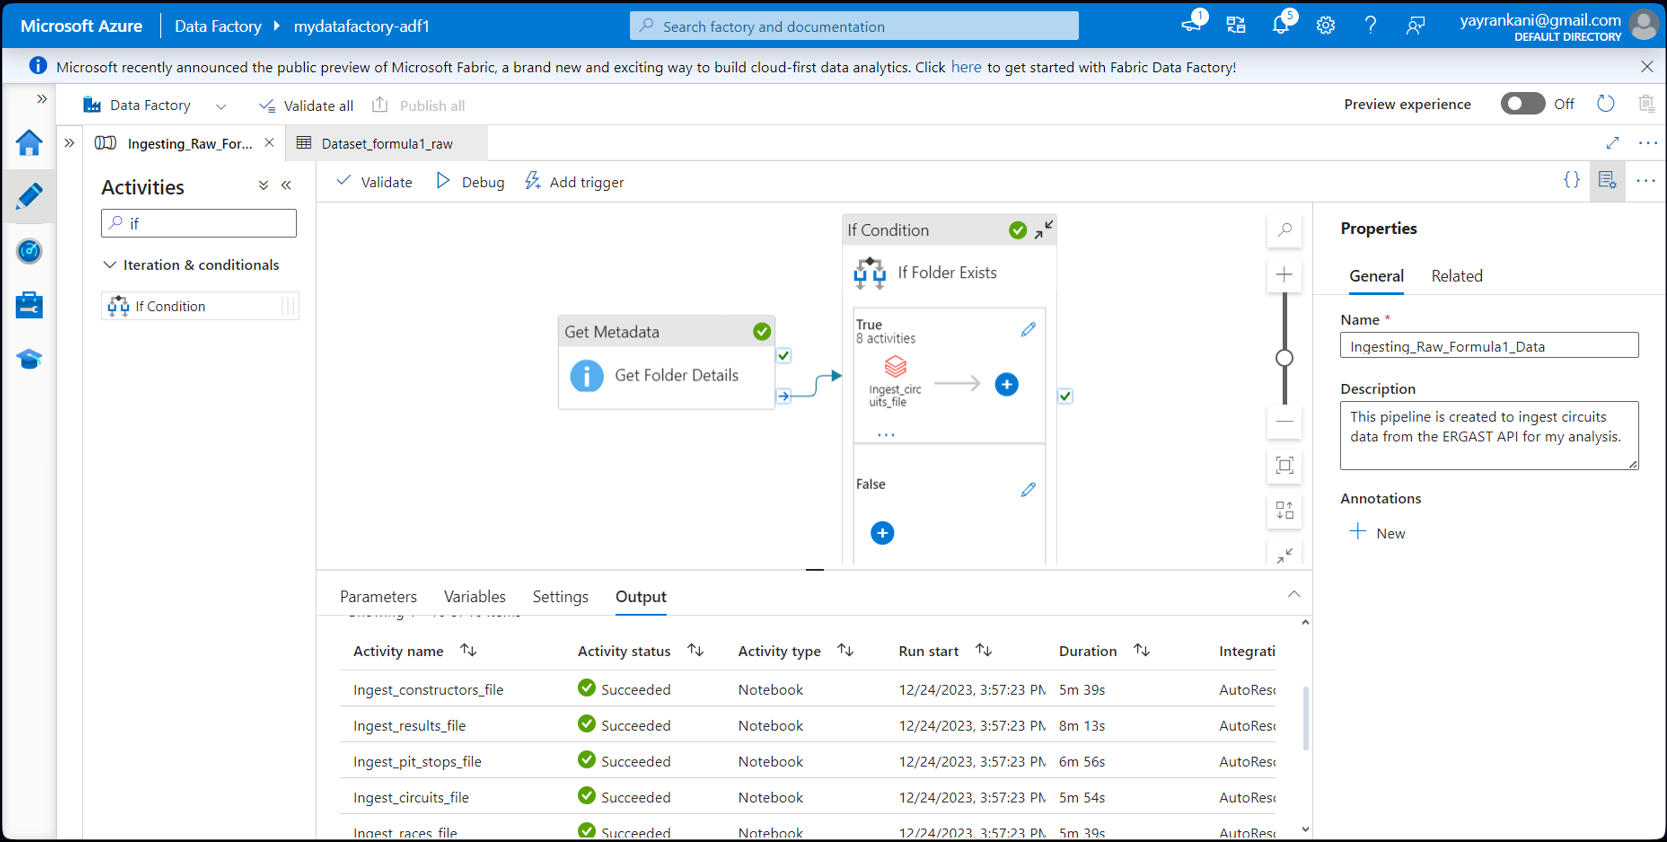 Microsoft Azure
Data Factory
mydatafactory-adf1
Search factory and documentation
1
5
yayrankani@gmail.com
DEFAULT DIRECTORY
Microsoft recently announced the public preview of Microsoft Fabric, a brand new and exciting way to build cloud-first data analytics. Click here to get started with Fabric Data Factory!
Data Factory
Validate all
Publish all
Preview experience
Off
Ingesting_Raw_For...
Dataset_formula1_raw
Activities
if
Iteration & conditionals
If Condition
Validate
Debug
Add trigger
Get Metadata
Get Folder Details
If Condition
If Folder Exists
True
8 activities
Ingest_circ
uits_file
...
False
Properties
General
Related
Name *
Ingesting_Raw_Formula1_Data
Description
This pipeline is created to ingest circuits
data from the ERGAST API for my analysis.
Annotations
New
Parameters
Variables
Settings
Output
Activity name
Activity status
Activity type
Run start
Duration
Integrati
Ingest_constructors_file Succeeded Notebook 12/24/2023, 3:57:23 PM 5m 39s AutoReso
Ingest_results_file Succeeded Notebook 12/24/2023, 3:57:23 PM 8m 13s AutoReso
Ingest_pit_stops_file Succeeded Notebook 12/24/2023, 3:57:23 PM 6m 56s AutoReso
Ingest_circuits_file Succeeded Notebook 12/24/2023, 3:57:23 PM 5m 54s AutoReso
Ingest_races_file Succeeded Notebook 12/24/2023, 3:57:23 PM 5m 39s AutoReso